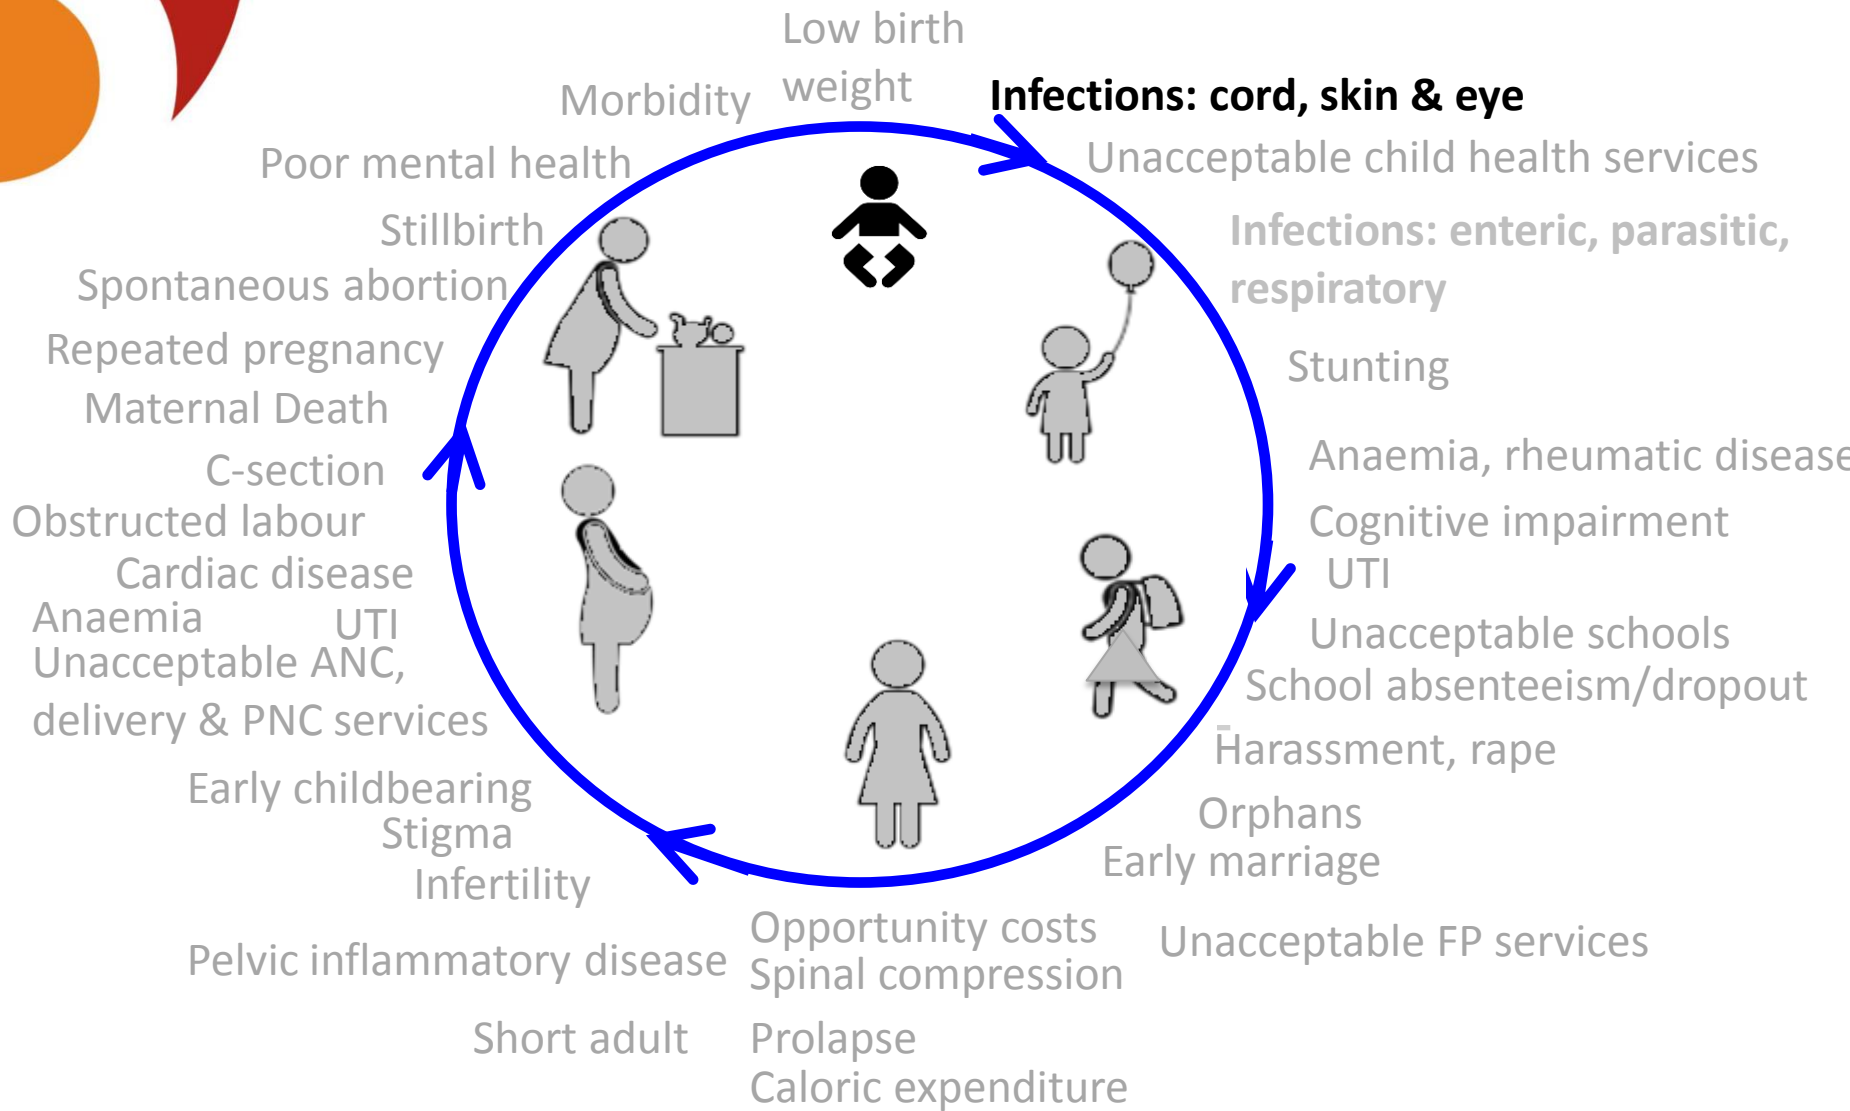 Low birth
weight
Morbidity
Infections: cord, skin & eye
Poor mental health
Unacceptable child health services
Stillbirth
Infections: enteric, parasitic,
respiratory
Spontaneous abortion
Repeated pregnancy
Stunting
Maternal Death
C-section
Anaemia, rheumatic disease
Obstructed labour
Cognitive impairment
Cardiac disease
UTI
Anaemia
UTI
Unacceptable ANC,
delivery & PNC services
Unacceptable schools
School absenteeism/dropout
Harassment, rape
Early childbearing
Orphans
Stigma
Early marriage
Infertility
Opportunity costs
Unacceptable FP services
Pelvic inflammatory disease
Spinal compression
Short adult
Prolapse
Caloric expenditure